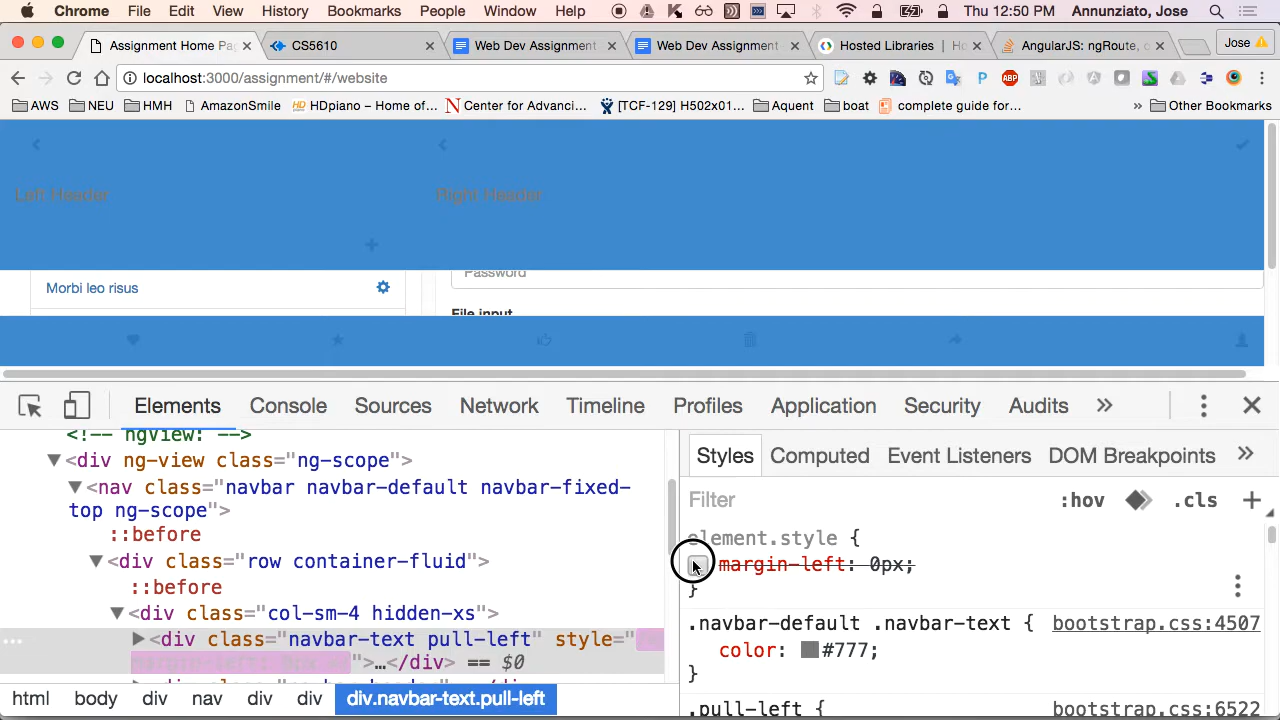 Chrome File Edit View History Bookmarks People Window Help Thu 12:50 PM Annunziato, Jose
Assignment Home Pa CS5610 Web Dev Assignment Web Dev Assignment Hosted Libraries | AngularJS: ngRoute, Jose
localhost:3000/assignment/#/website
AWS NEU HMH AmazonSmile HDpiano – Home of… Center for Advanci… [TCF-129] H502x01… Aquent boat complete guide for… » Other Bookmarks
Left Header Right Header
Password
Morbi leo risus
File input
Elements Console Sources Network Timeline Profiles Application Security Audits »
<!-- ngView: -->
<div ng-view class="ng-scope">
<nav class="navbar navbar-default navbar-fixed-
top ng-scope">
::before
<div class="row container-fluid">
::before
<div class="col-sm-4 hidden-xs">
<div class="navbar-text pull-left" style="
">…</div> == $0
html body div nav div div div.navbar-text.pull-left
Styles Computed Event Listeners DOM Breakpoints »
Filter :hov .cls +
element.style {
margin-left: 0px;
}
.navbar-default .navbar-text { bootstrap.css:4507
color: #777;
}
.pull-left { bootstrap.css:6522